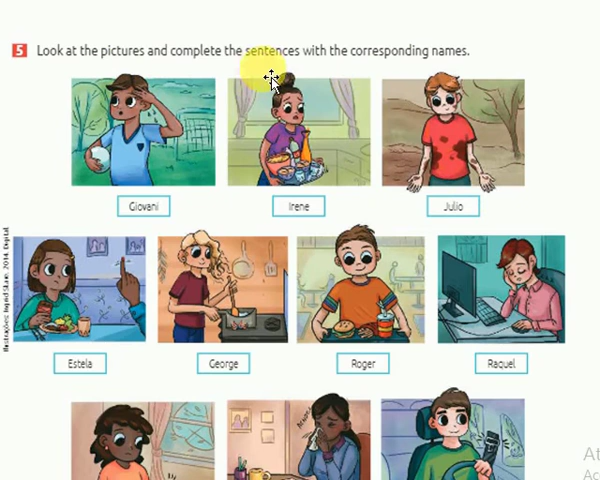 5 Look at the pictures and complete the sentences with the corresponding names.
Giovani Irene Julio
Estela George Roger Raquel